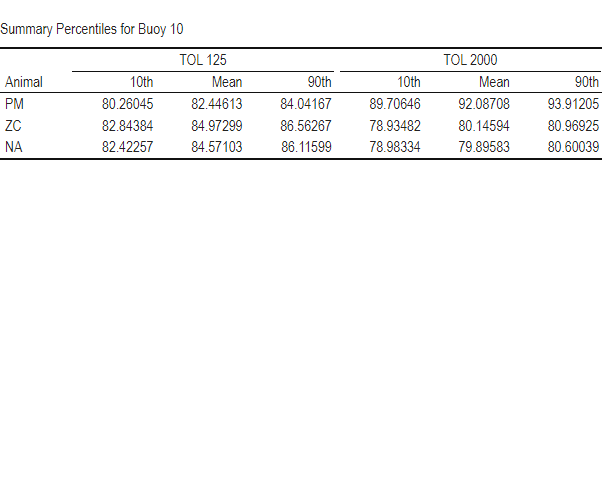 Summary Percentiles for Buoy 10
TOL 125 TOL 2000
Animal 10th Mean 90th 10th Mean 90th
PM 80.26045 82.44613 84.04167 89.70646 92.08708 93.91205
ZC 82.84384 84.97299 86.56267 78.93482 80.14594 80.96925
NA 82.42257 84.57103 86.11599 78.98334 79.89583 80.60039